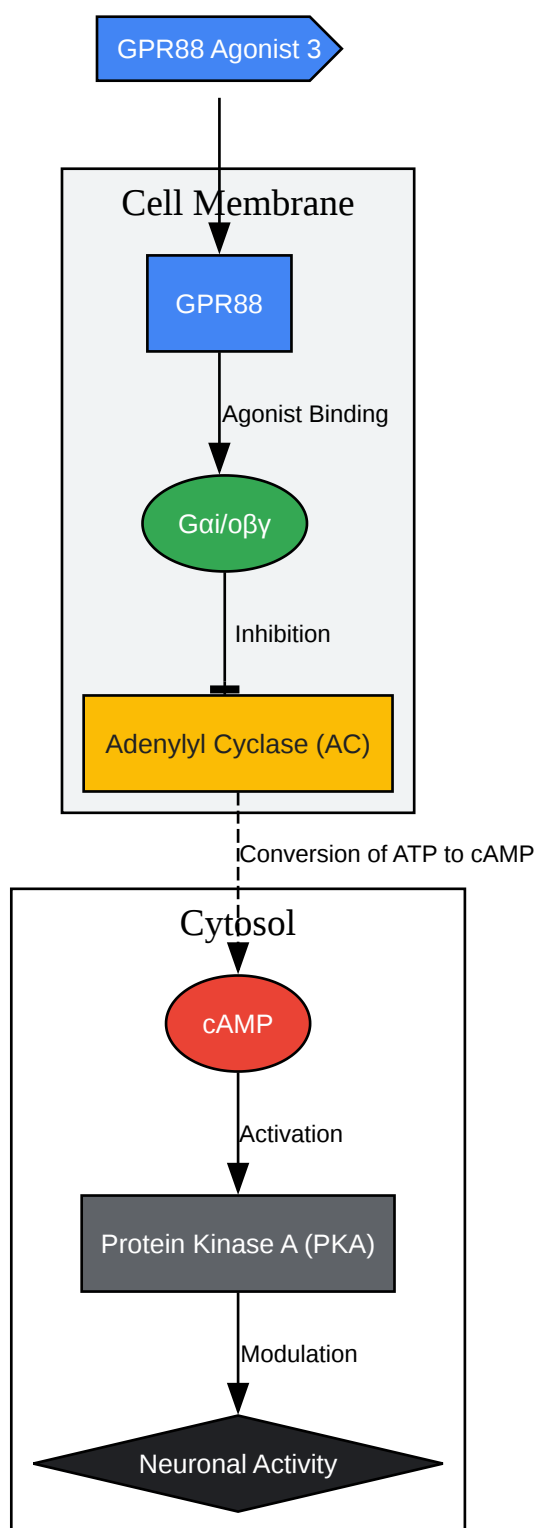 GPR88 Agonist 3
Cell Membrane
GPR88
Agonist Binding
Gαi/oβγ
Inhibition
Adenylyl Cyclase (AC)
Conversion of ATP to cAMP
Cytosol
cAMP
Activation
Protein Kinase A (PKA)
Modulation
Neuronal Activity